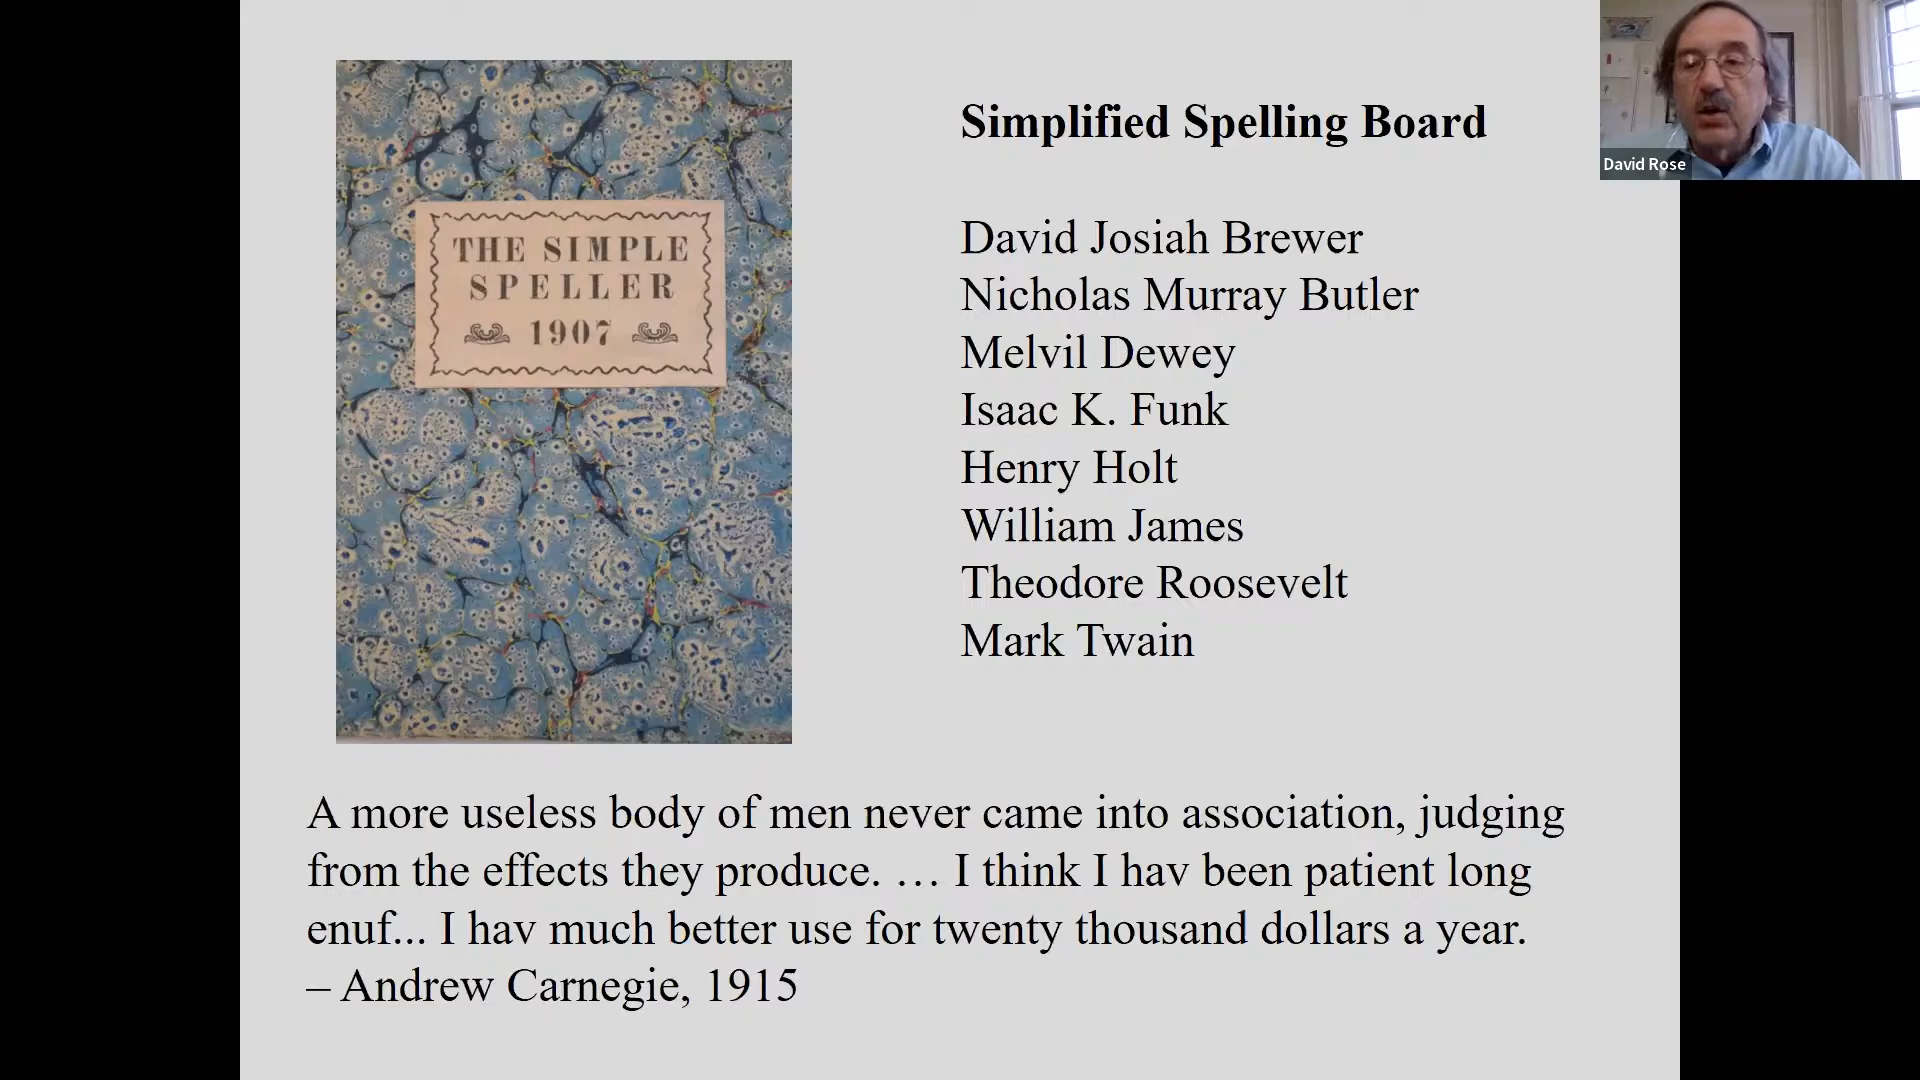 THE SIMPLE
SPELLER
1907
Simplified Spelling Board
David Josiah Brewer
Nicholas Murray Butler
Melvil Dewey
Isaac K. Funk
Henry Holt
William James
Theodore Roosevelt
Mark Twain
A more useless body of men never came into association, judging
from the effects they produce. … I think I hav been patient long
enuf... I hav much better use for twenty thousand dollars a year.
– Andrew Carnegie, 1915
David Rose